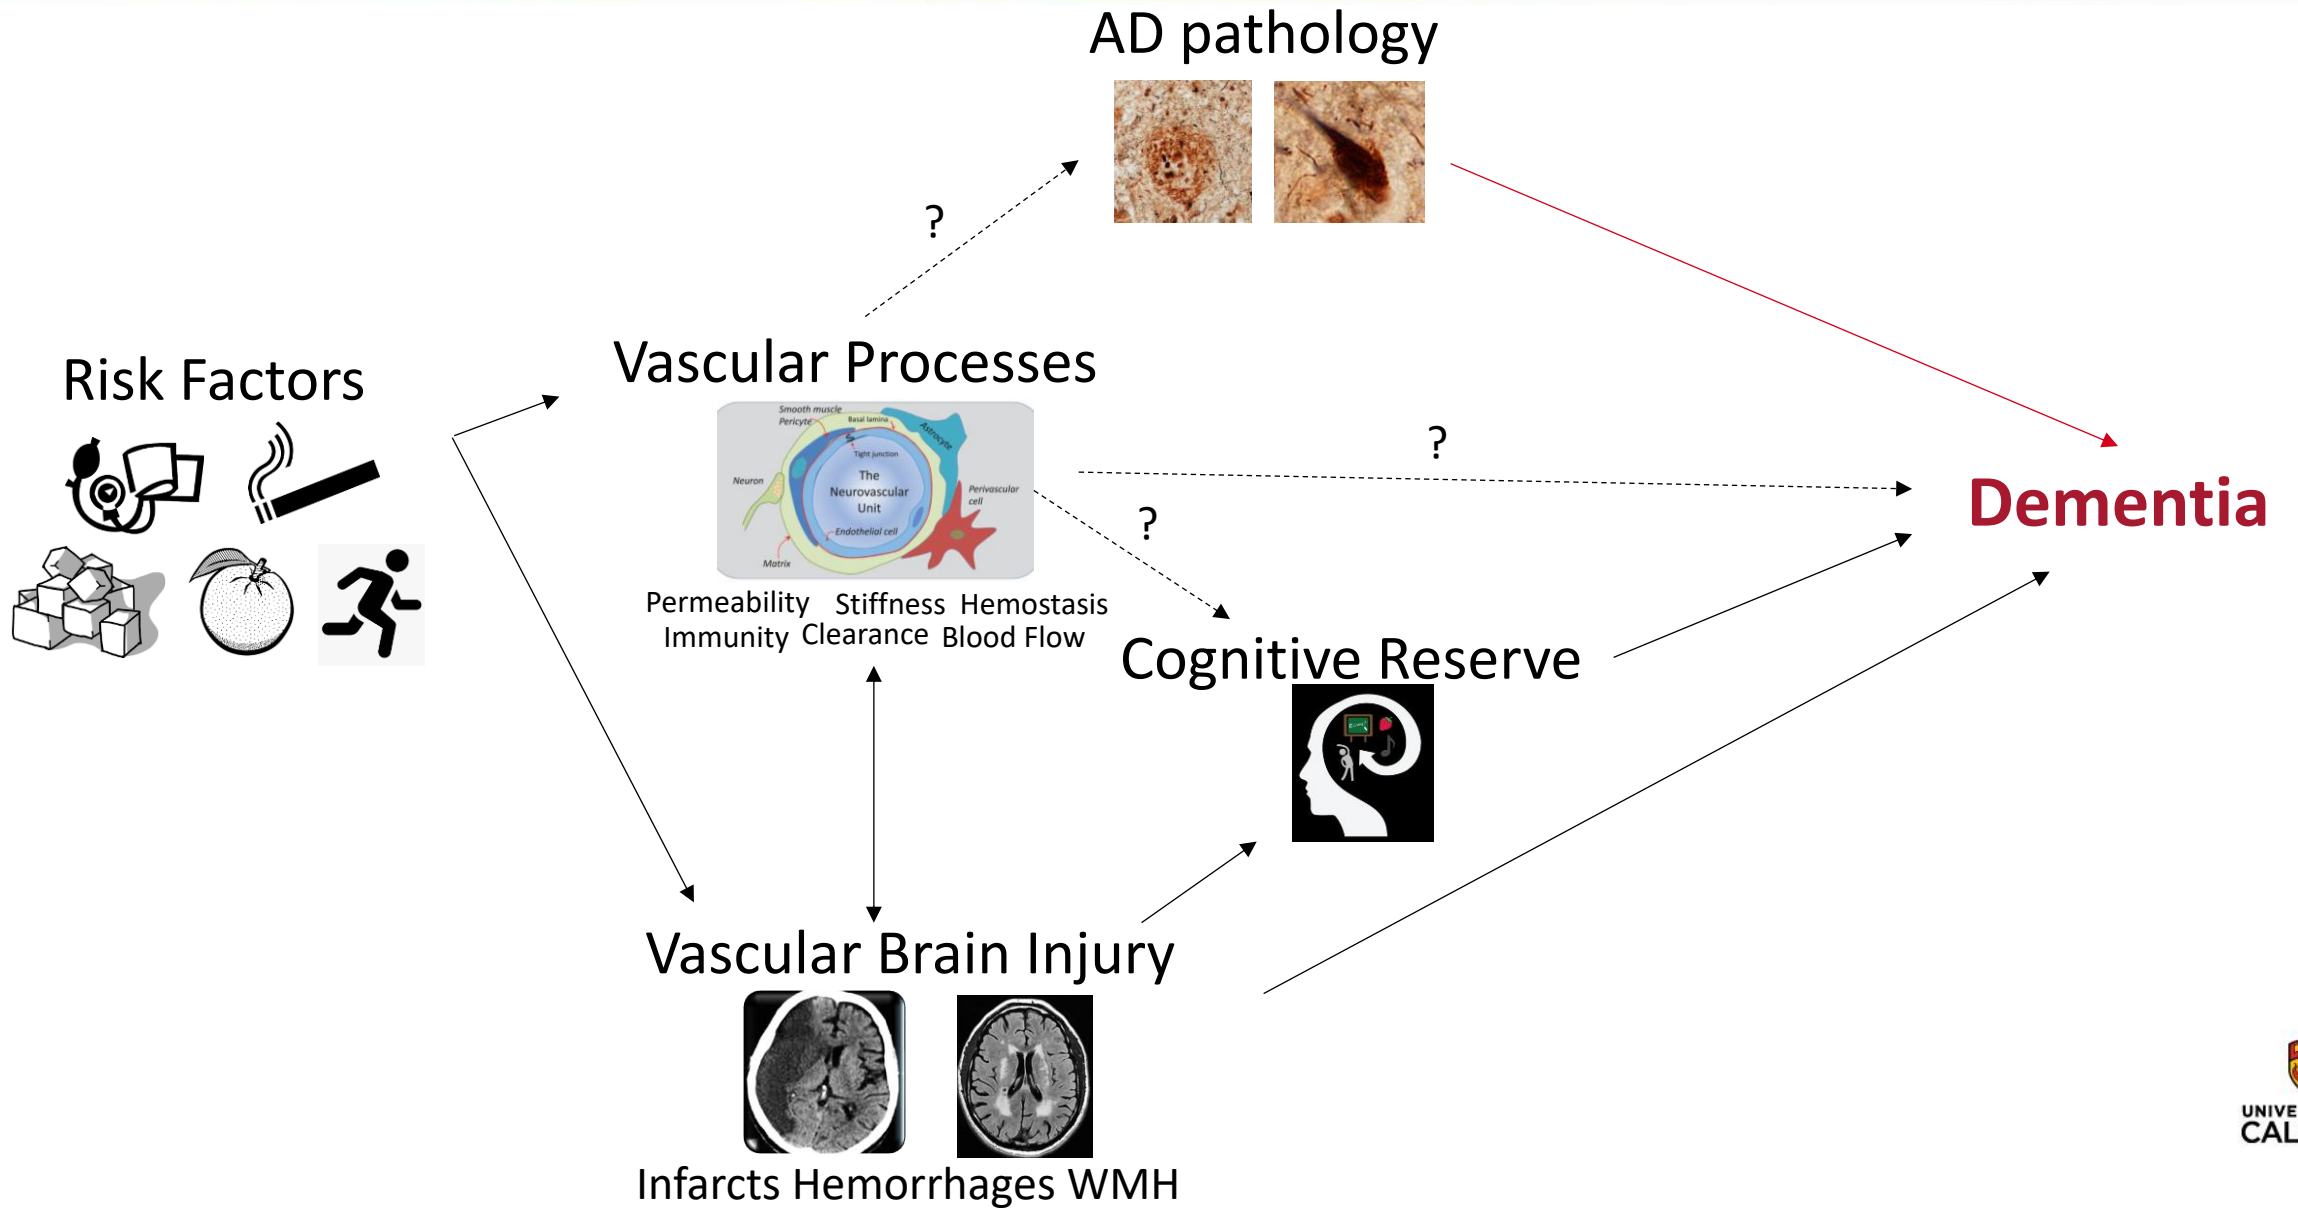 AD pathology
?
Vascular Processes
Risk Factors
Smooth muscle
Pericyte
Basal lamina
Astrocyte
Tight junction
Neuron
The
Neurovascular
Unit
Perivascular
cell
Endothelial cell
Matrix
?
?
Dementia
Permeability Stiffness Hemostasis
Immunity Clearance Blood Flow
Cognitive Reserve
Vascular Brain Injury
Infarcts Hemorrhages WMH
UNIVE
CAL